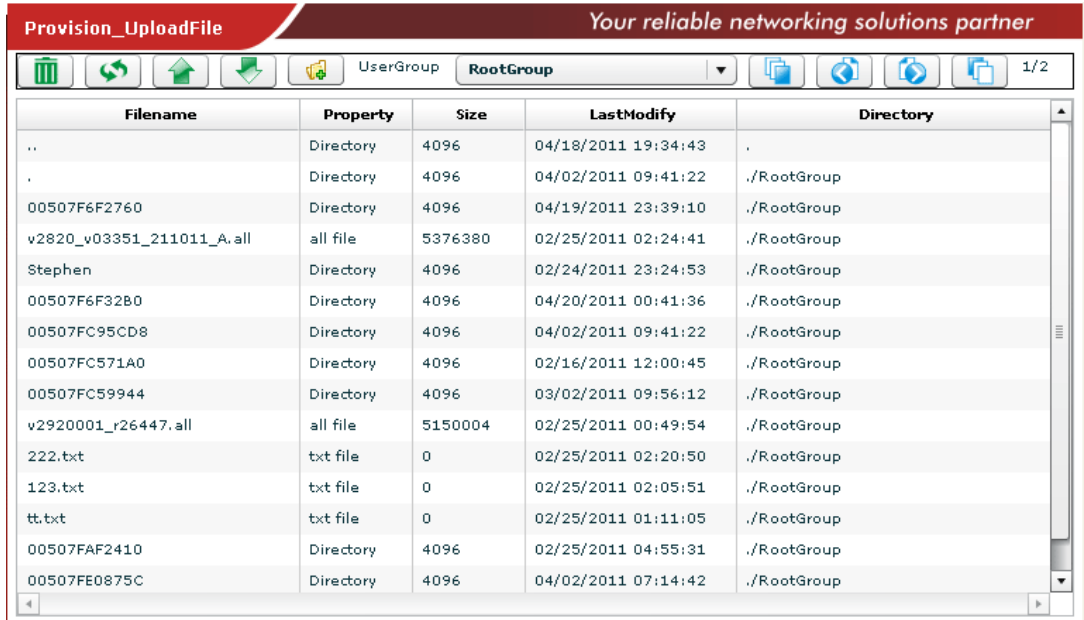 Provision_UploadFile
Your reliable networking solutions partner
UserGroup RootGroup 1/2
Filename Property Size LastModify Directory
.. Directory 4096 04/18/2011 19:34:43 .
. Directory 4096 04/02/2011 09:41:22 ./RootGroup
00507F6F2760 Directory 4096 04/19/2011 23:39:10 ./RootGroup
v2820_v03351_211011_A.all all file 5376380 02/25/2011 02:24:41 ./RootGroup
Stephen Directory 4096 02/24/2011 23:24:53 ./RootGroup
00507F6F32B0 Directory 4096 04/20/2011 00:41:36 ./RootGroup
00507FC95CD8 Directory 4096 04/02/2011 09:41:22 ./RootGroup
00507FC571A0 Directory 4096 02/16/2011 12:00:45 ./RootGroup
00507FC59944 Directory 4096 03/02/2011 09:56:12 ./RootGroup
v2920001_r26447.all all file 5150004 02/25/2011 00:49:54 ./RootGroup
222.txt txt file 0 02/25/2011 02:20:50 ./RootGroup
123.txt txt file 0 02/25/2011 02:05:51 ./RootGroup
tt.txt txt file 0 02/25/2011 01:11:05 ./RootGroup
00507FAF2410 Directory 4096 02/25/2011 04:55:31 ./RootGroup
00507FE0875C Directory 4096 04/02/2011 07:14:42 ./RootGroup